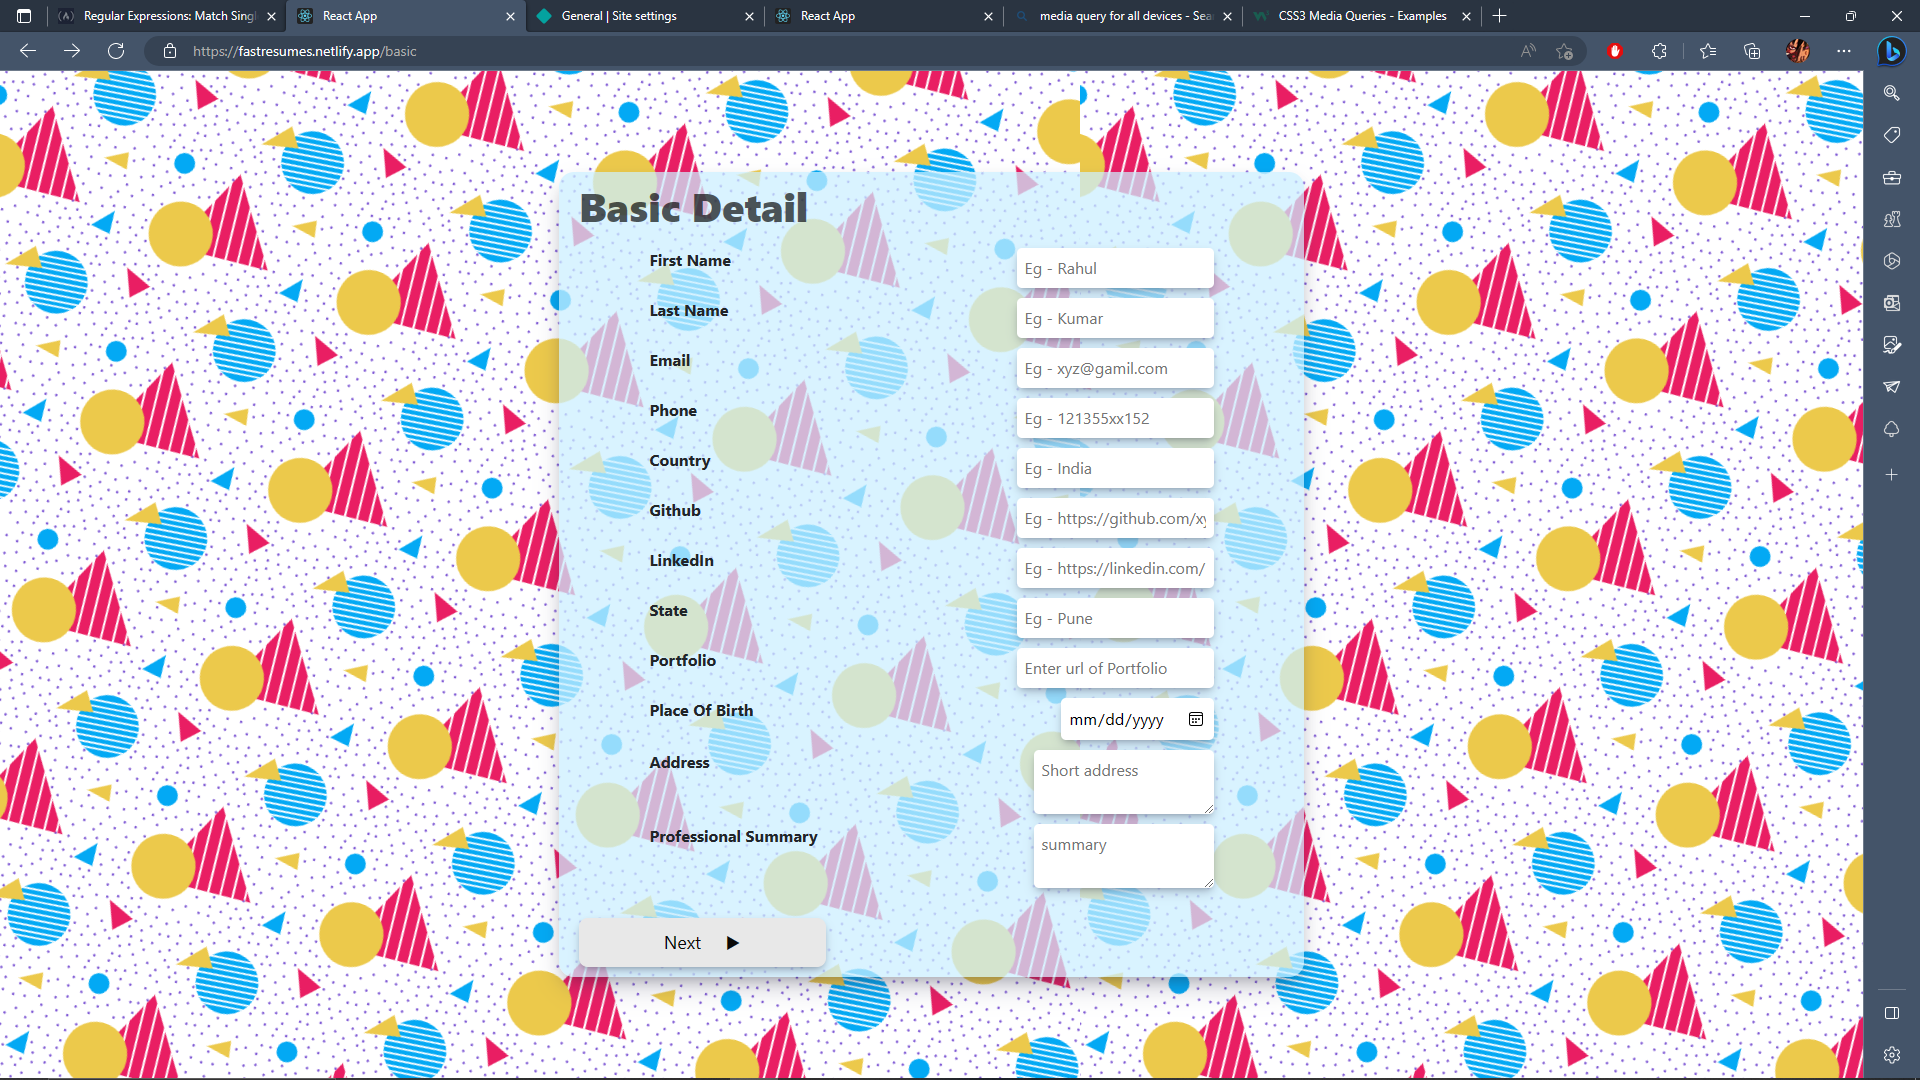 Regular Expressions: Match Singl
React App
General | Site settings
React App
media query for all devices - Sea
CSS3 Media Queries - Examples
https://fastresumes.netlify.app/basic
Basic Detail
First Name
Eg - Rahul
Last Name
Eg - Kumar
Email
Eg - xyz@gamil.com
Phone
Eg - 121355xx152
Country
Eg - India
Github
Eg - https://github.com/xy
LinkedIn
Eg - https://linkedin.com/
State
Eg - Pune
Portfolio
Enter url of Portfolio
Place Of Birth
mm/dd/yyyy
Address
Short address
Professional Summary
summary
Next